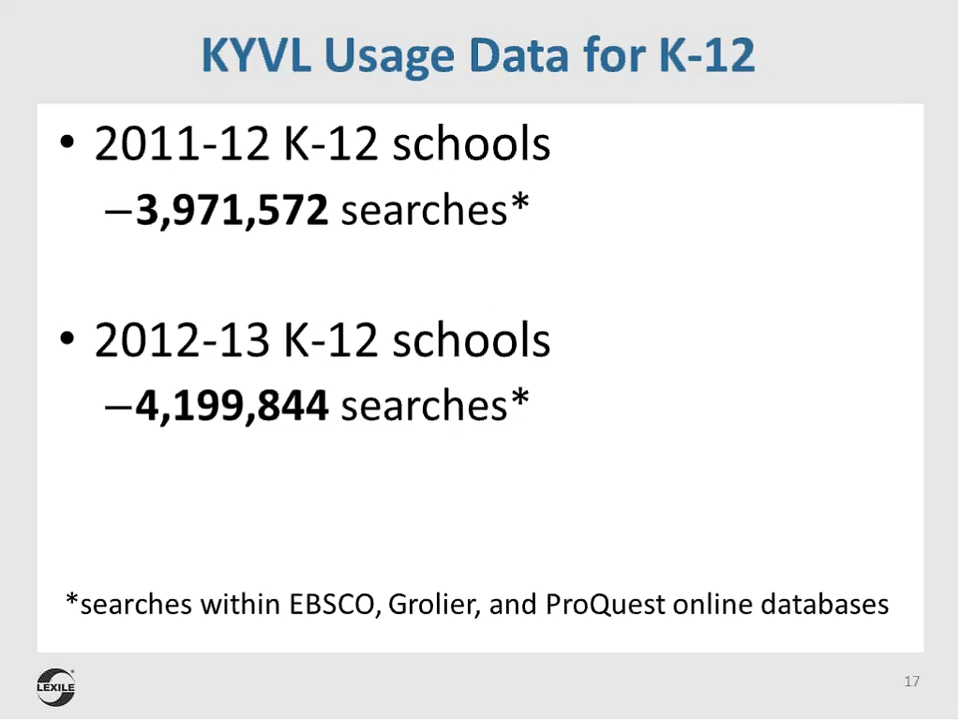 KYVL Usage Data for K-12
• 2011-12 K-12 schools
–3,971,572 searches*
• 2012-13 K-12 schools
–4,199,844 searches*
*searches within EBSCO, Grolier, and ProQuest online databases
LEXILE
17